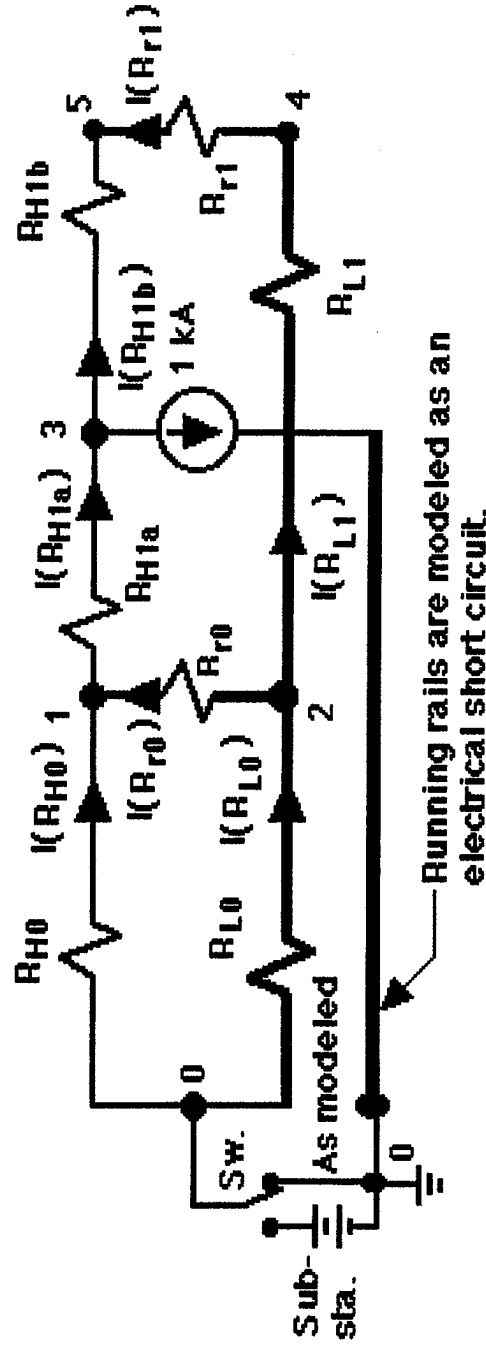 R_H0
I(R_H0)
1
I(R_H1a)
3
R_H1b
5
I(R_r0)
R_H1a
I(R_H1b)
1 kA
I(R_r1)
R_r0
R_r1
0
R_L0
I(R_L0)
2
I(R_L1)
R_L1
4
Sw.
As modeled
Sub-
sta.
0
Running rails are modeled as an
electrical short circuit.